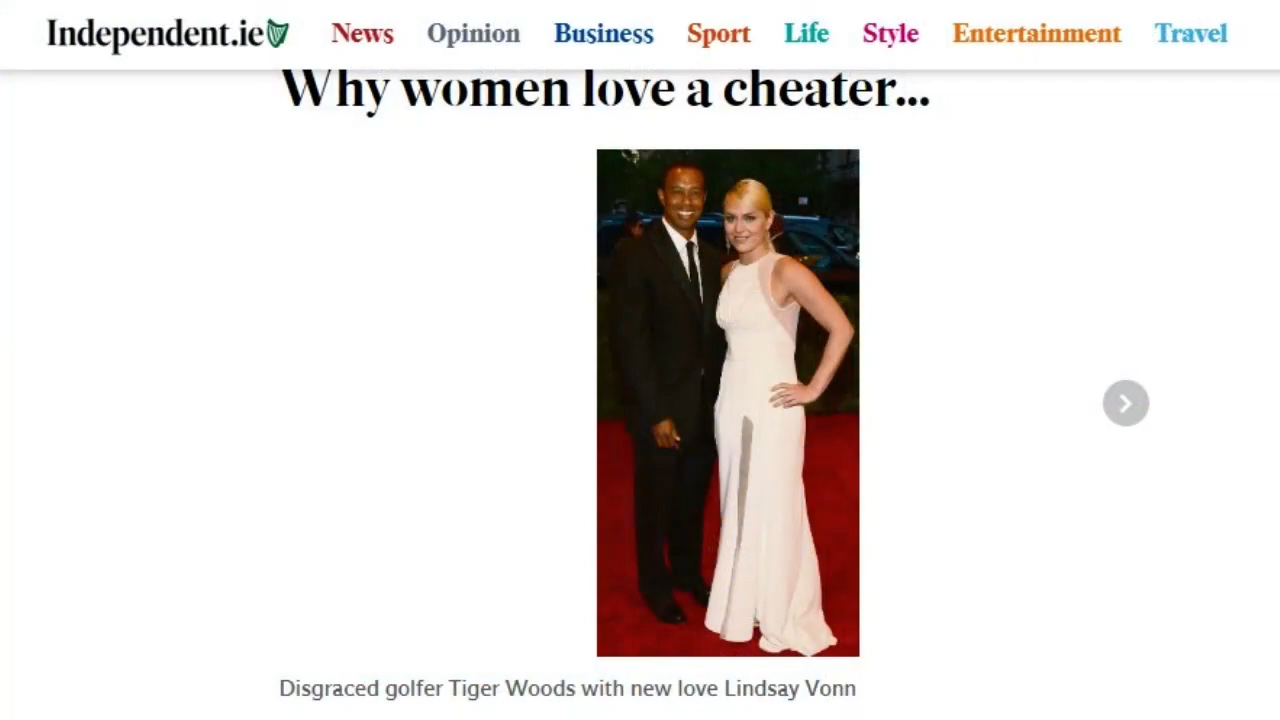 Independent.ie News Opinion Business Sport Life Style Entertainment Travel
Why women love a cheater...
Disgraced golfer Tiger Woods with new love Lindsay Vonn